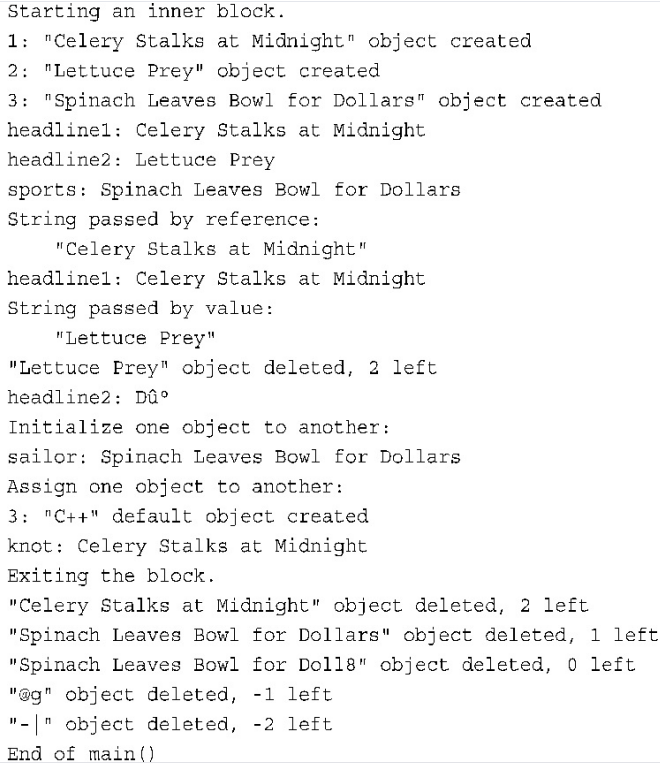 Starting an inner block.
1: "Celery Stalks at Midnight" object created
2: "Lettuce Prey" object created
3: "Spinach Leaves Bowl for Dollars" object created
headline1: Celery Stalks at Midnight
headline2: Lettuce Prey
sports: Spinach Leaves Bowl for Dollars
String passed by reference:
    "Celery Stalks at Midnight"
headline1: Celery Stalks at Midnight
String passed by value:
    "Lettuce Prey"
"Lettuce Prey" object deleted, 2 left
headline2: Dûº
Initialize one object to another:
sailor: Spinach Leaves Bowl for Dollars
Assign one object to another:
3: "C++" default object created
knot: Celery Stalks at Midnight
Exiting the block.
"Celery Stalks at Midnight" object deleted, 2 left
"Spinach Leaves Bowl for Dollars" object deleted, 1 left
"Spinach Leaves Bowl for Doll8" object deleted, 0 left
"@g" object deleted, -1 left
"-|" object deleted, -2 left
End of main()